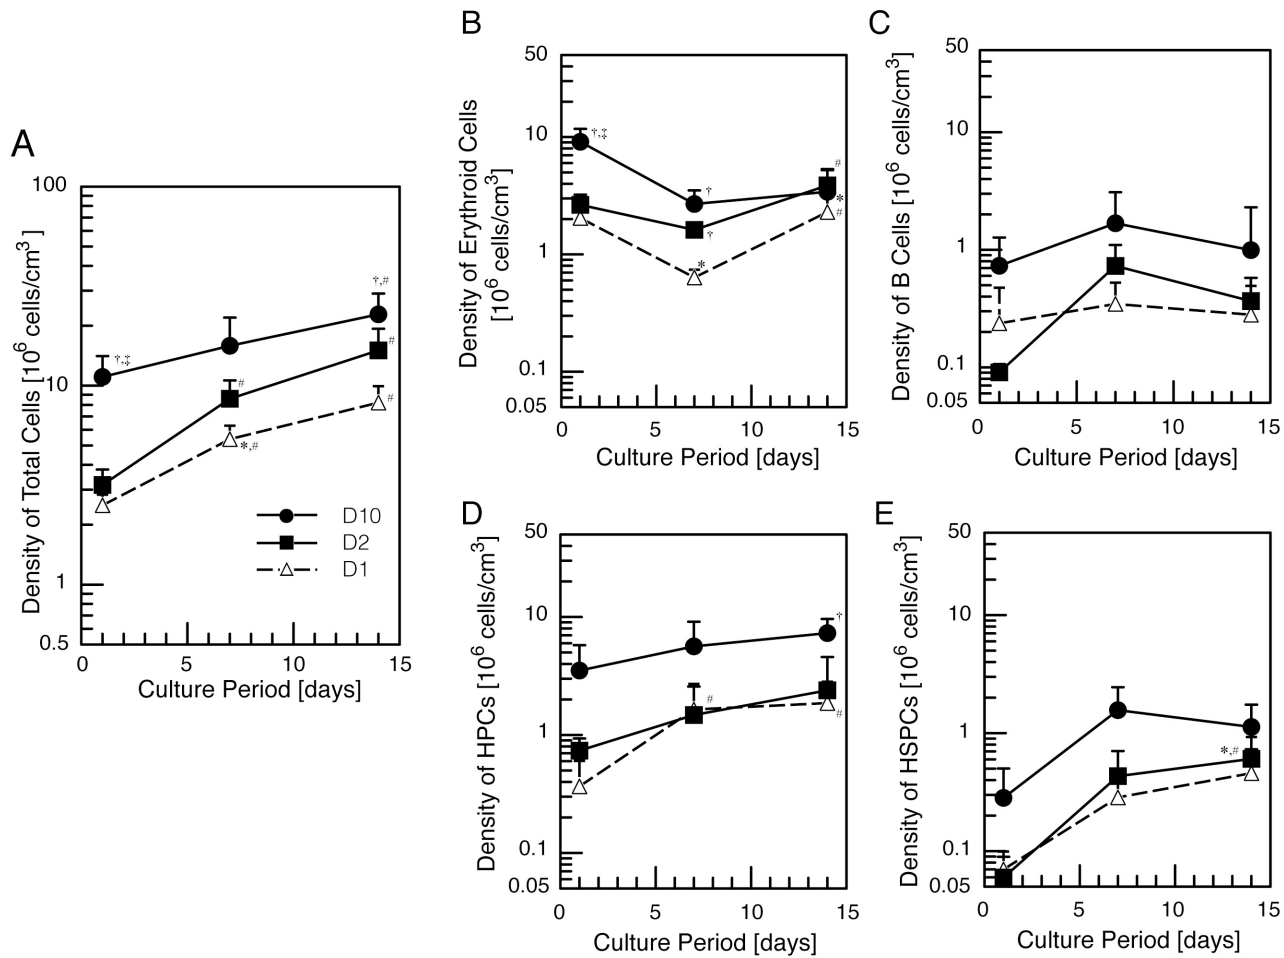 A
Density of Total Cells [10⁶ cells/cm³]
100
10
1
0.5
†,‡
#
*,#
†,#
#
#
D10
D2
D1
0 5 10 15
Culture Period [days]
B
Density of Erythroid Cells
[10⁶ cells/cm³]
50
10
1
0.1
0.05
†,‡
†
†
*
#
*
#
0 5 10 15
Culture Period [days]
C
Density of B Cells [10⁶ cells/cm³]
50
10
1
0.1
0.05
0 5 10 15
Culture Period [days]
D
Density of HPCs [10⁶ cells/cm³]
50
10
1
0.1
0.05
#
†
#
0 5 10 15
Culture Period [days]
E
Density of HSPCs [10⁶ cells/cm³]
50
10
1
0.1
0.05
*,#
0 5 10 15
Culture Period [days]